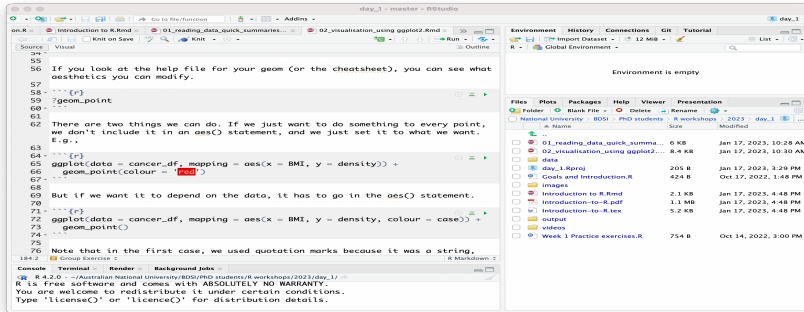 day_1 - master - RStudio
Go to file/function
Addins
day_1
on.R
Introduction to R.Rmd
01_reading_data_quick_summaries...
02_visualisation_using ggplot2.Rmd
Knit on Save
Knit
Run
Source
Visual
Outline
54
55
56 If you look at the help file for your geom (or the cheatsheet), you can see what
aesthetics you can modify.
57
58 ```{r}
59 ?geom_point
60 ```
61
62 There are two things we can do. If we just want to do something to every point,
we don't include it in an aes() statement, and we just set it to what we want.
E.g.,
63
64 ```{r}
65 ggplot(data = cancer_df, mapping = aes(x = BMI, y = density)) +
66 geom_point(colour = 'red')
67 ```
68
69 But if we want it to depend on the data, it has to go in the aes() statement.
70
71 ```{r}
72 ggplot(data = cancer_df, mapping = aes(x = BMI, y = density, colour = case)) +
73 geom_point()
74 ```
75
76 Note that in the first case, we used quotation marks because it was a string,
184:2
Group Exercise
R Markdown
Console
Terminal
Render
Background Jobs
R 4.2.0 · ~/Australian National University/BDSI/PhD students/R workshops/2023/day_1/
R is free software and comes with ABSOLUTELY NO WARRANTY.
You are welcome to redistribute it under certain conditions.
Type 'license()' or 'licence()' for distribution details.
Environment
History
Connections
Git
Tutorial
Import Dataset
12 MiB
List
R
Global Environment
Environment is empty
Files
Plots
Packages
Help
Viewer
Presentation
Folder
Blank File
Delete
Rename
National University
BDSI
PhD students
R workshops
2023
day_1
Name
Size
Modified
..
01_reading_data_quick_summa... 6 KB Jan 17, 2023, 10:28 AM
02_visualisation_using ggplot2.... 8.4 KB Jan 17, 2023, 10:30 AM
data
day_1.Rproj 205 B Jan 17, 2023, 3:29 PM
Goals and Introduction.R 424 B Oct 17, 2022, 1:48 PM
images
Introduction to R.Rmd 2.1 KB Jan 17, 2023, 4:48 PM
Introduction-to-R.pdf 1.1 MB Jan 17, 2023, 4:48 PM
Introduction-to-R.tex 5.2 KB Jan 17, 2023, 4:48 PM
output
videos
Week 1 Practice exercises.R 754 B Oct 14, 2022, 3:00 PM